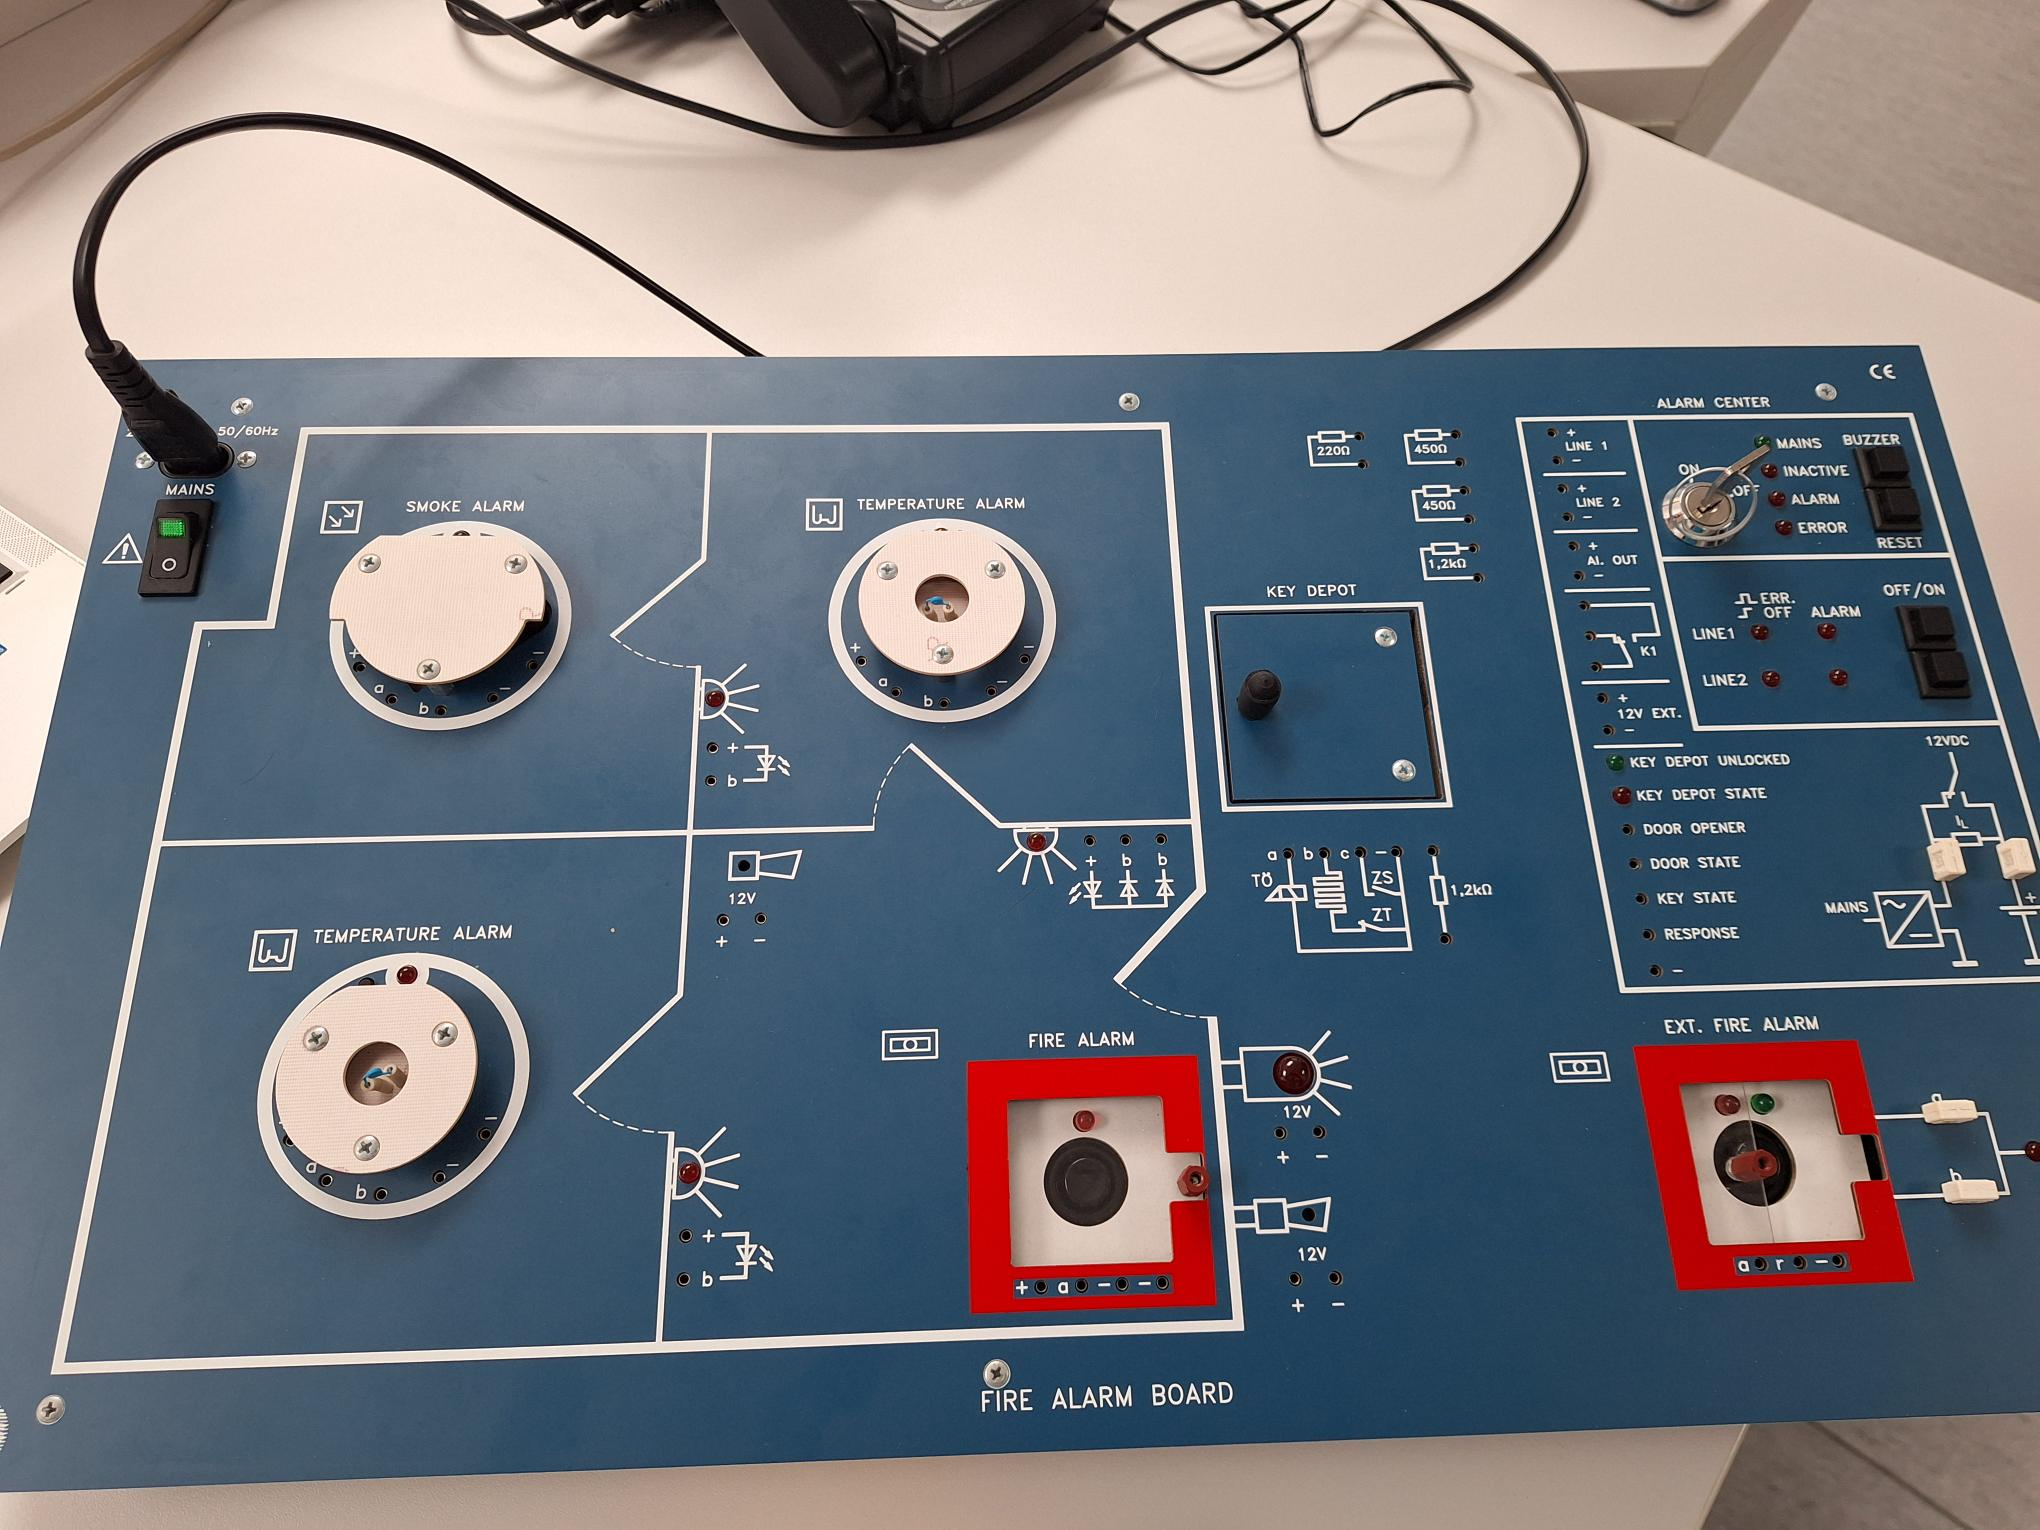 CE
ALARM CENTER
50/60Hz
MAINS
SMOKE ALARM
+
a
b
-
-
TEMPERATURE ALARM
+
a
b
-
-
220Ω
450Ω
450Ω
1,2kΩ
+
LINE 1
-
+
LINE 2
-
+
Al. OUT
-
K1
+
12V EXT.
-
ON
OFF
MAINS
INACTIVE
ALARM
ERROR
BUZZER
RESET
ERR.
OFF
ALARM
OFF/ON
LINE1
LINE2
KEY DEPOT
+
b
+
b
b
12V
+ -
a b c -
TÖ
ZS
ZT
1,2kΩ
KEY DEPOT UNLOCKED
KEY DEPOT STATE
DOOR OPENER
DOOR STATE
KEY STATE
RESPONSE
-
12VDC
IL
MAINS
+
TEMPERATURE ALARM
a
b
-
-
+
b
FIRE ALARM
+ a - -
12V
+ -
12V
+ -
EXT. FIRE ALARM
a r -
b
FIRE ALARM BOARD